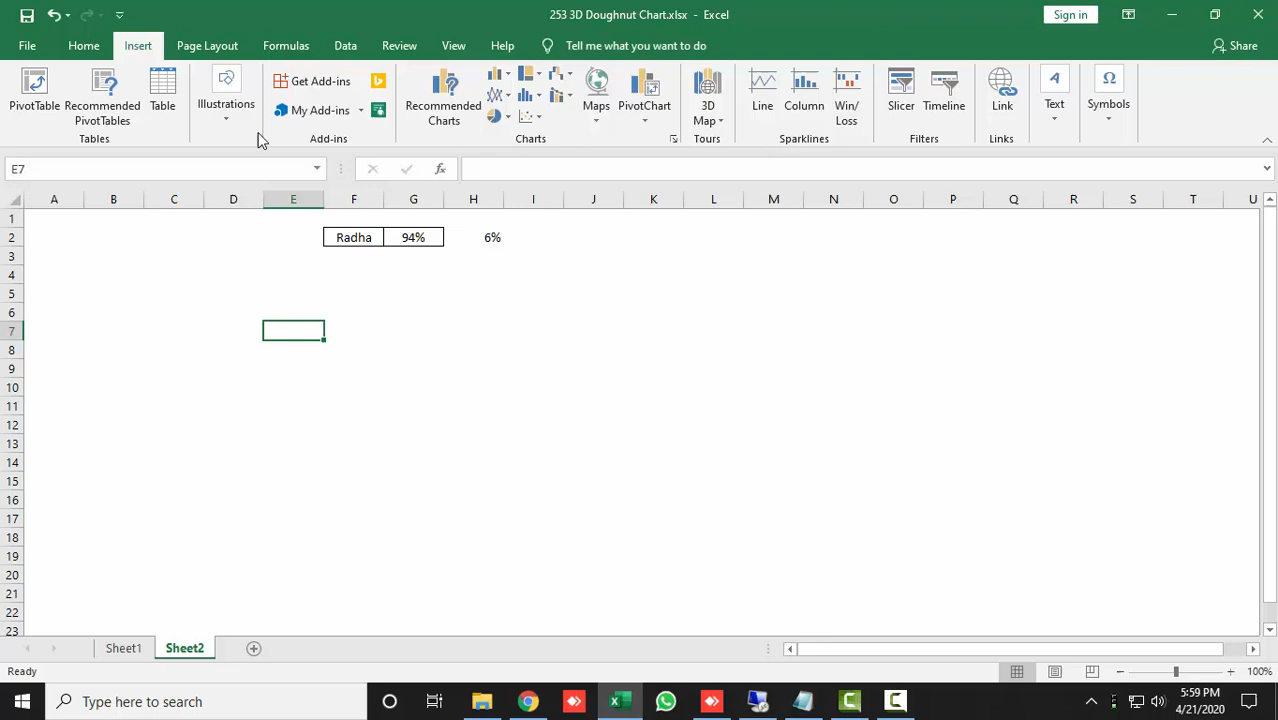 253 3D Doughnut Chart.xlsx - Excel
Sign in
File Home Insert Page Layout Formulas Data Review View Help Tell me what you want to do Share
PivotTable Recommended PivotTables Table
Tables
Illustrations
Get Add-ins
My Add-ins
Add-ins
Recommended Charts Maps PivotChart
Charts
3D Map
Tours
Line Column Win/Loss
Sparklines
Slicer Timeline
Filters
Link
Links
Text
Symbols
E7
fx
A B C D E F G H I J K L M N O P Q R S T U
1
2 Radha 94% 6%
3
4
5
6
7
8
9
10
11
12
13
14
15
16
17
18
19
20
21
22
23
Sheet1 Sheet2
Ready 100%
Type here to search
5:59 PM
4/21/2020